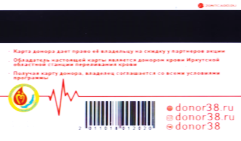 Карта донора дает право её владельцу на скидку у партнеров акции
Обладатель настоящей карты является донором крови Иркутской
областной станции переливания крови
Получая карту донора, владелец соглашается со всеми условиями
программы
donor38.ru
donor38.ru
donor38